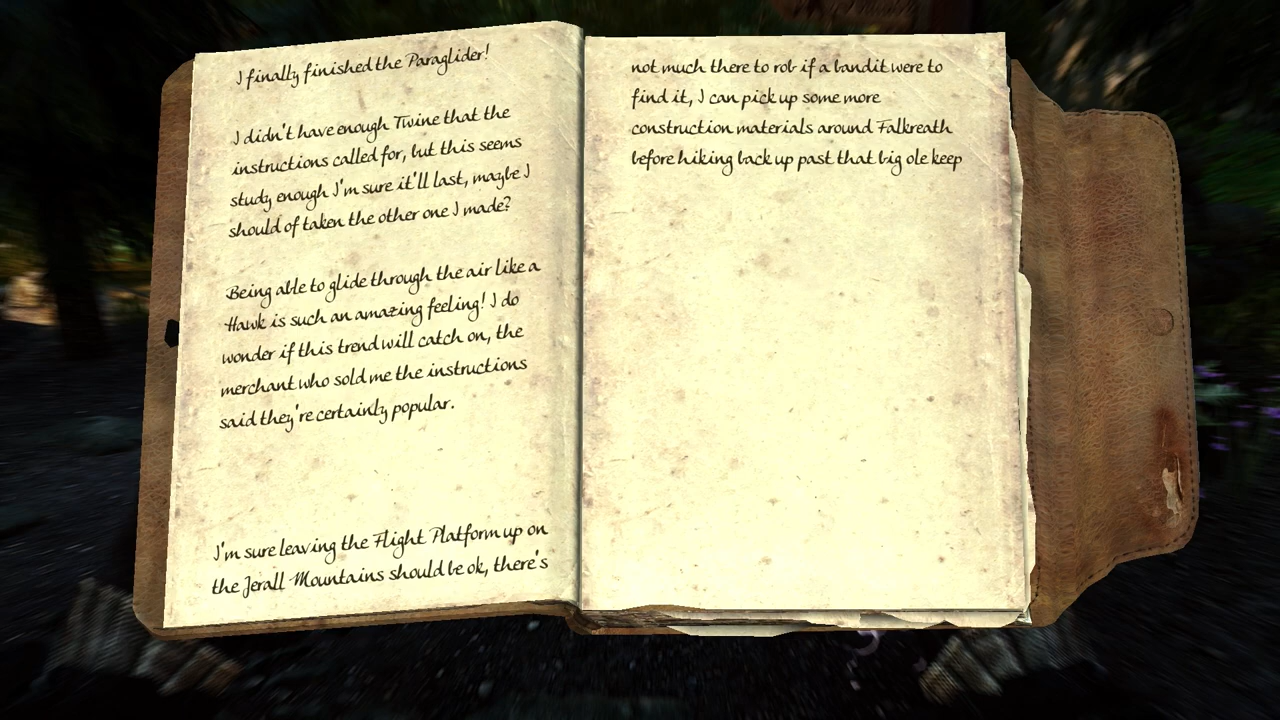 I finally finished the Paraglider!
I didn't have enough Twine that the
instructions called for, but this seems
study enough I'm sure it'll last, maybe I
should of taken the other one I made?
Being able to glide through the air like a
Hawk is such an amazing feeling! I do
wonder if this trend will catch on, the
merchant who sold me the instructions
said they're certainly popular.
I'm sure leaving the Flight Platform up on
the Jerall Mountains should be ok, there's
not much there to rob if a bandit were to
find it, I can pick up some more
construction materials around Falkreath
before hiking back up past that big ole keep